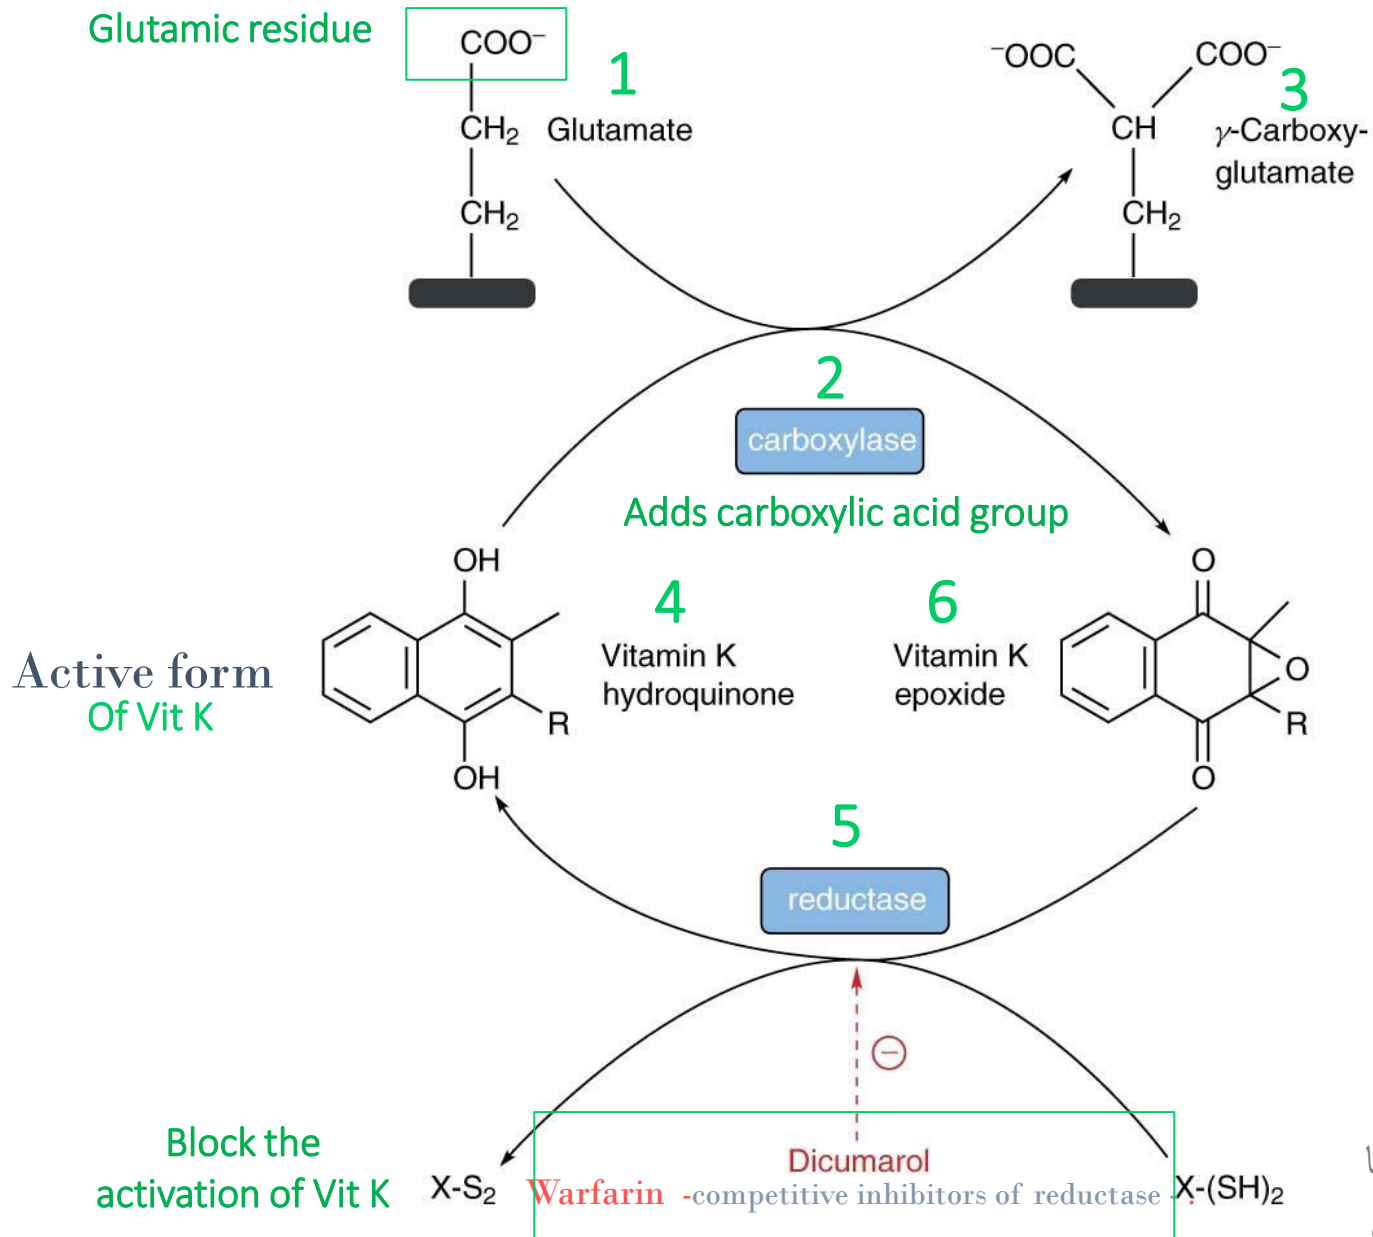 Glutamic residue
COO⁻
1
CH₂
Glutamate
CH₂
⁻OOC
COO⁻
3
CH
γ-Carboxy-
glutamate
CH₂
2
carboxylase
Adds carboxylic acid group
OH
4
Vitamin K
hydroquinone
Active form
Of Vit K
R
OH
6
Vitamin K
epoxide
O
O
R
O
5
reductase
−
Block the
activation of Vit K
X-S₂
Dicumarol
Warfarin -competitive inhibitors of reductase
X-(SH)₂